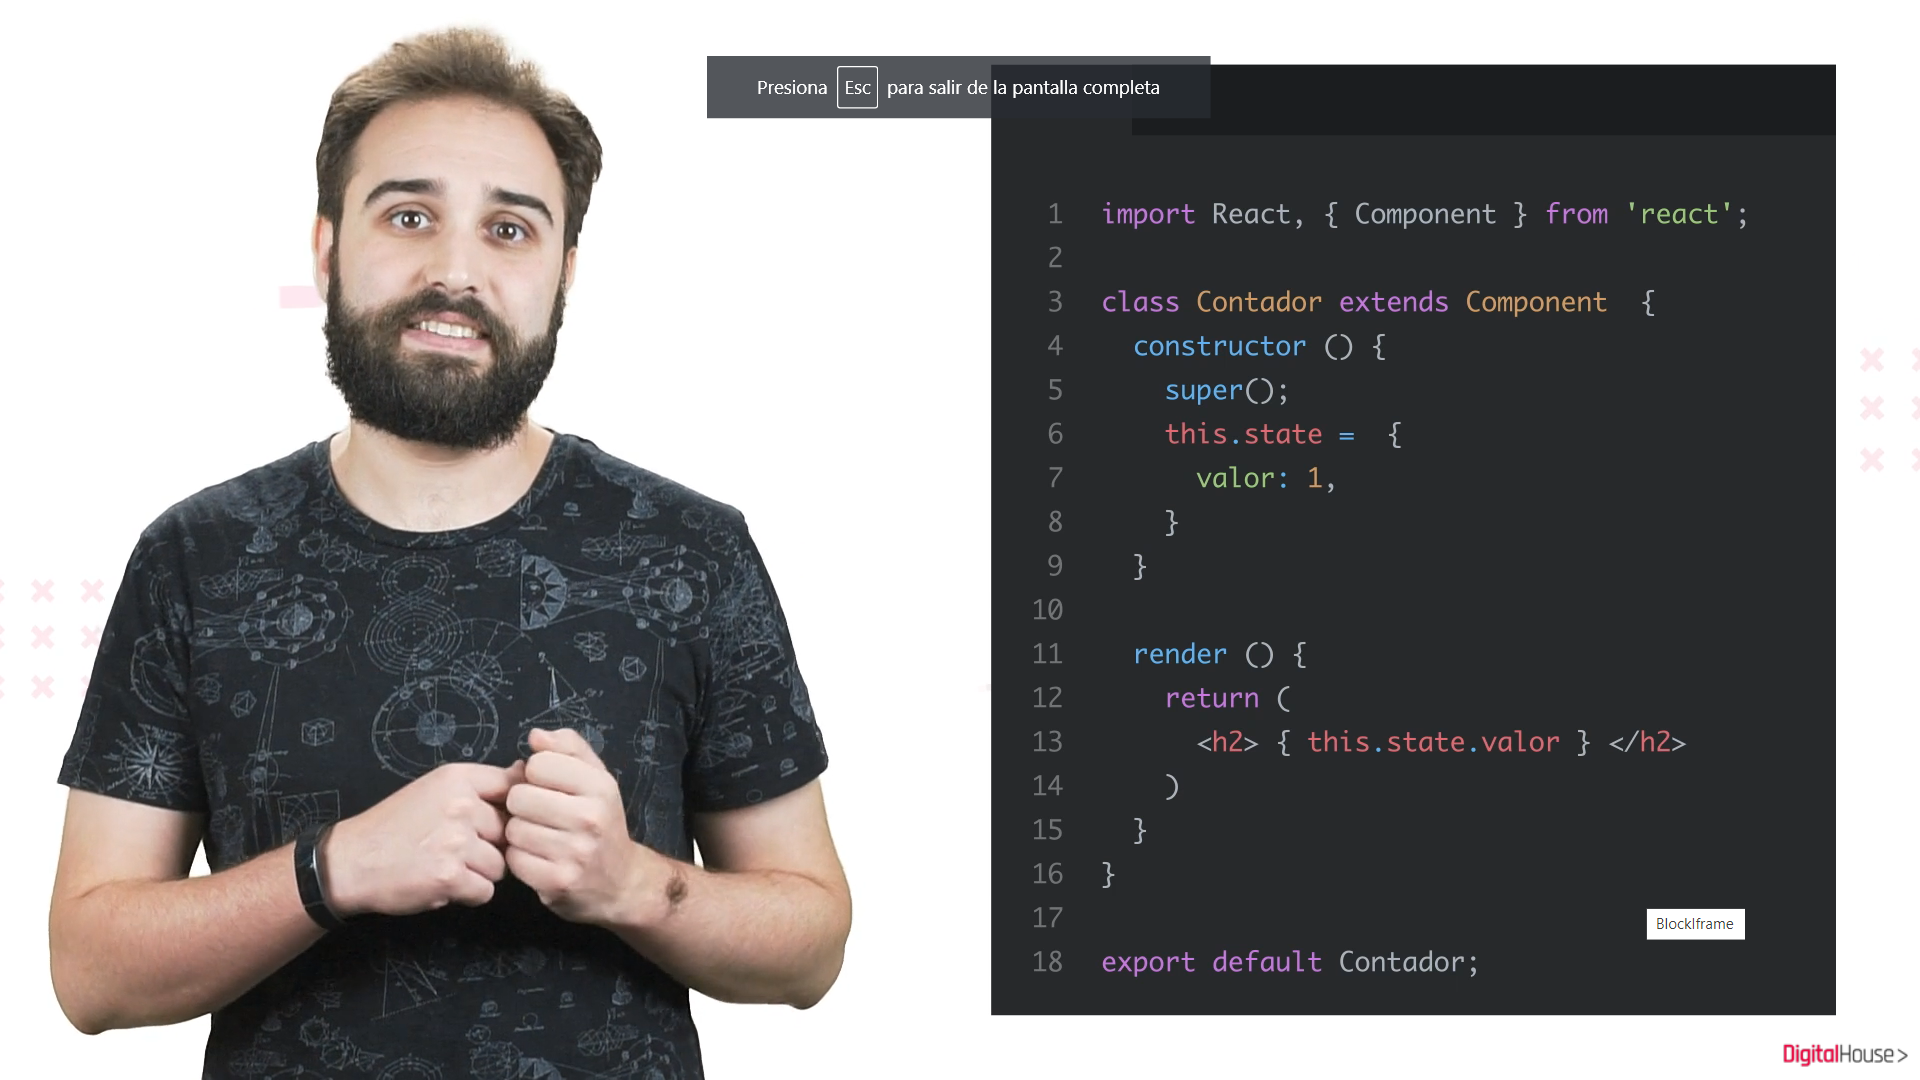 Presiona Esc para salir de la pantalla completa
1 import React, { Component } from 'react';
2
3 class Contador extends Component  {
4   constructor () {
5     super();
6     this.state =  {
7       valor: 1,
8     }
9   }
10
11   render () {
12     return (
13       <h2> { this.state.valor } </h2>
14     )
15   }
16 }
17
BlockIframe
18 export default Contador;
DigitalHouse>